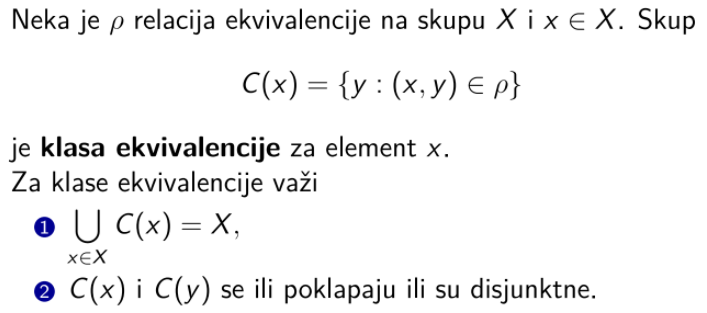 Neka je ρ relacija ekvivalencije na skupu X i x ∈ X. Skup
C(x) = {y : (x, y) ∈ ρ}
je klasa ekvivalencije za element x.
Za klase ekvivalencije važi
1 ⋃ C(x) = X,
x∈X
2 C(x) i C(y) se ili poklapaju ili su disjunktne.